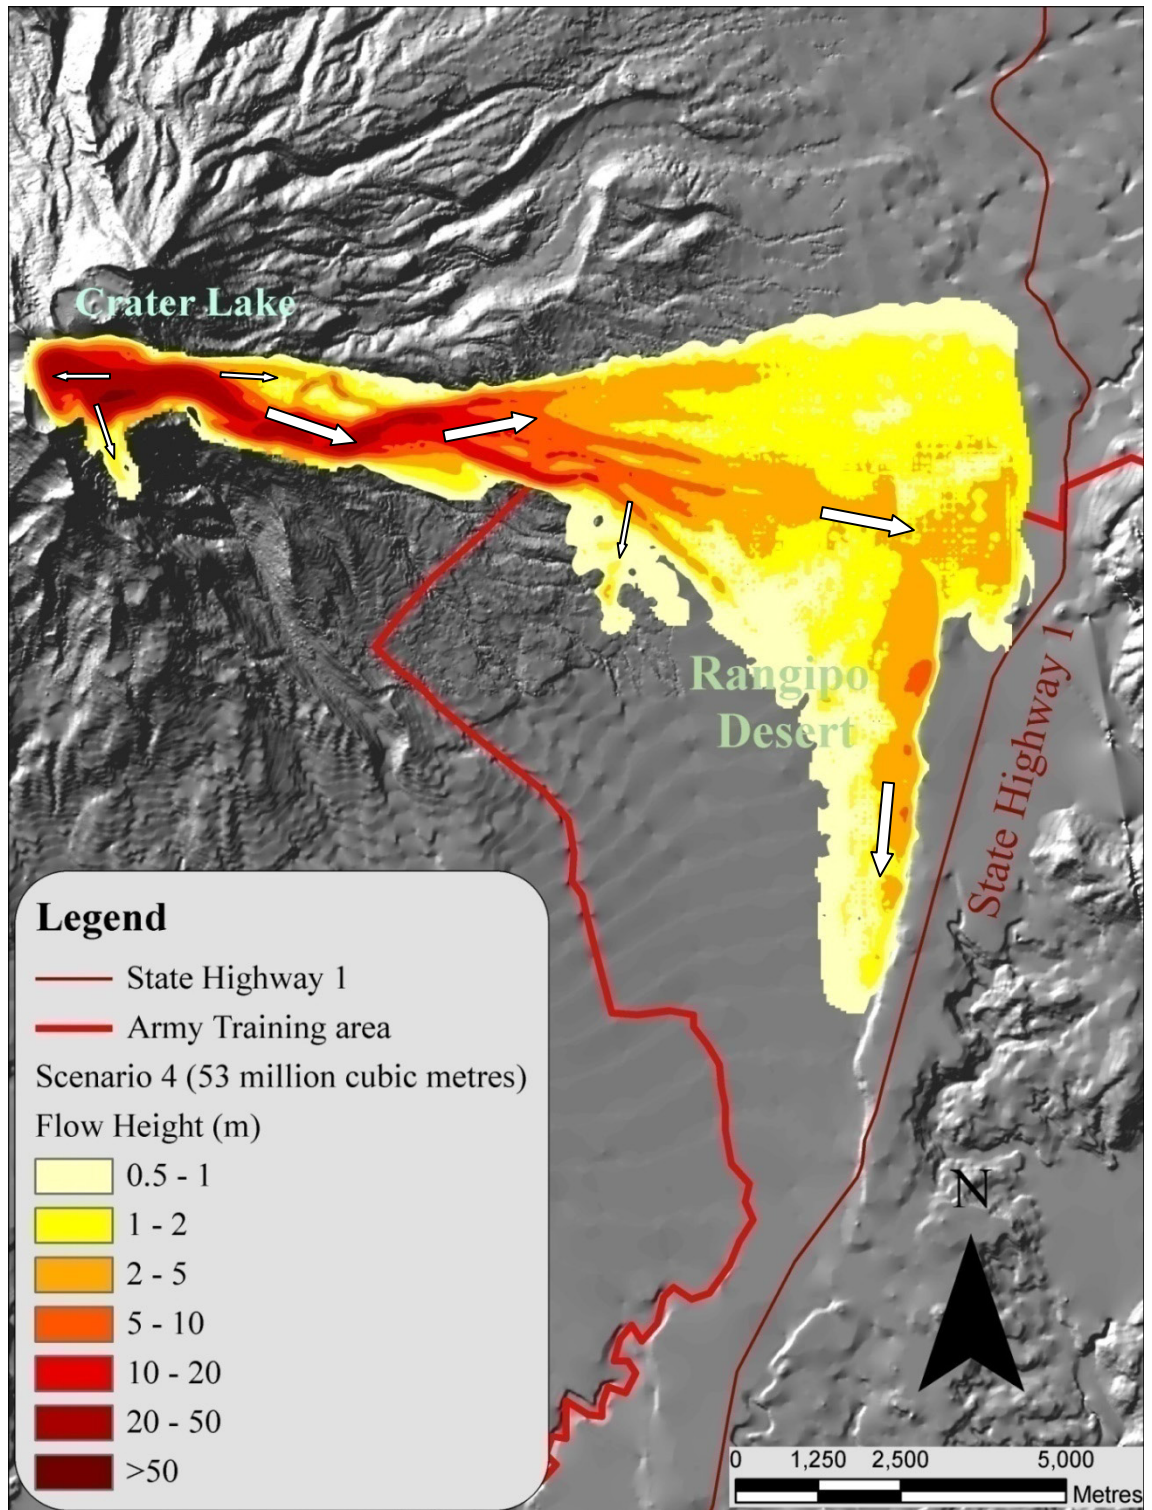 Crater Lake
Rangipo
Desert
State Highway 1
Legend
State Highway 1
Army Training area
Scenario 4 (53 million cubic metres)
Flow Height (m)
0.5 - 1
1 - 2
2 - 5
5 - 10
10 - 20
20 - 50
>50
N
0 1,250 2,500 5,000
Metres